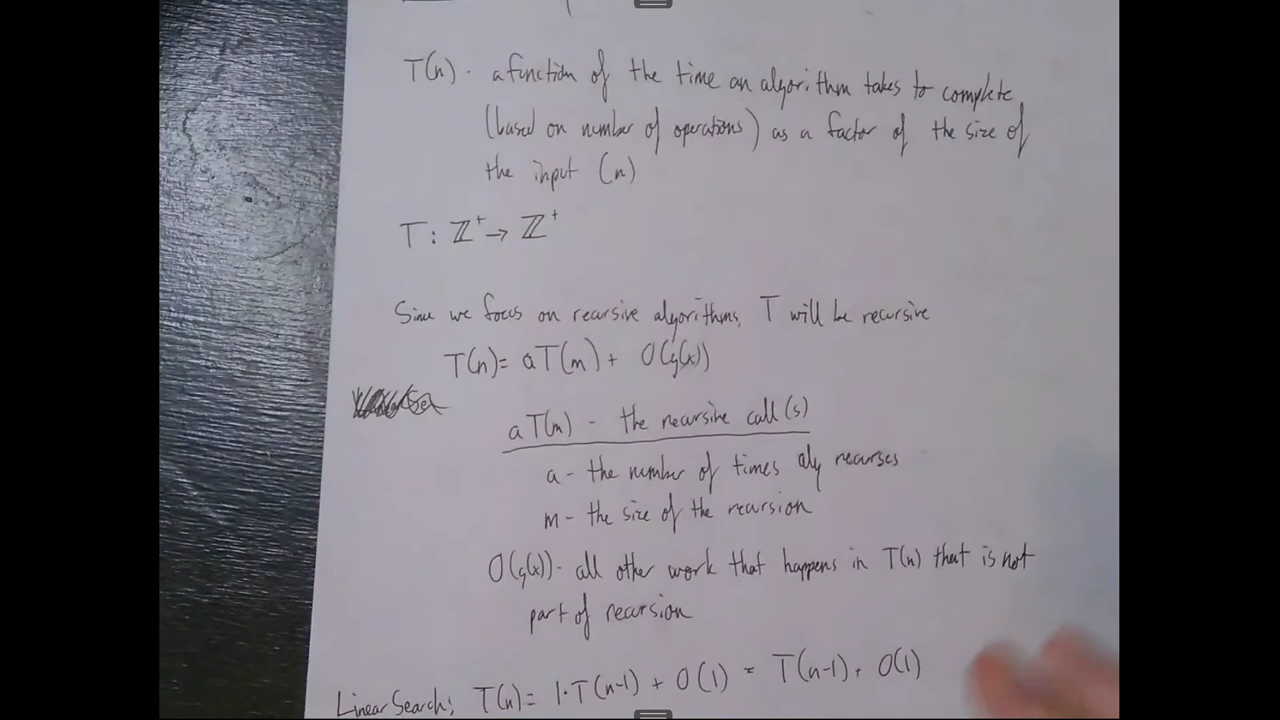 T(n) - a function of the time an algorithm takes to complete
(based on number of operations) as a factor of the size of
the input (n)
T : ℤ⁺ → ℤ⁺
Since we focus on recursive algorithms, T will be recursive
T(n) = aT(m) + O(g(x))
aT(m) - the recursive call(s)
a - the number of times alg recurses
m - the size of the recursion
O(g(x)) - all other work that happens in T(n) that is not
part of recursion
Linear Search: T(n) = 1·T(n-1) + O(1) = T(n-1) + O(1)